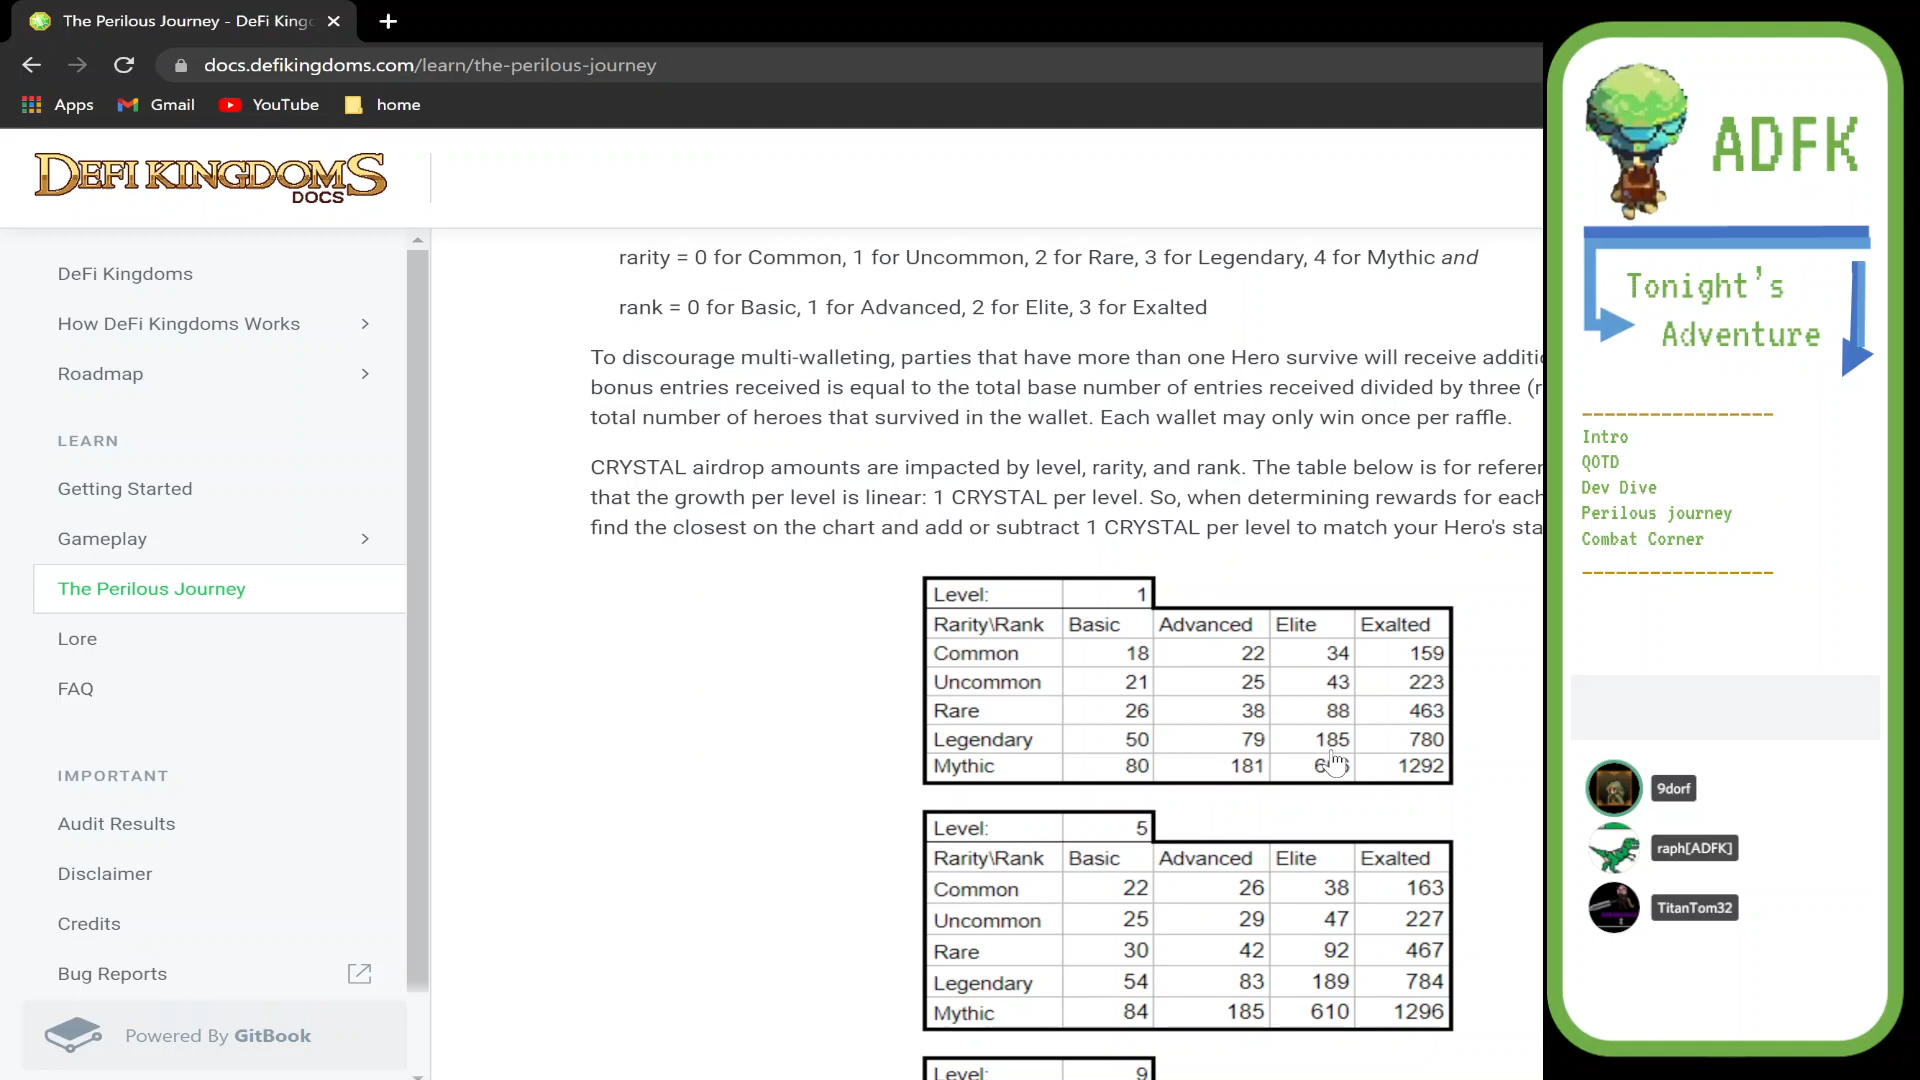 The Perilous Journey - DeFi King
docs.defikingdoms.com/learn/the-perilous-journey
Apps Gmail YouTube home
DEFI KINGDOMS
DOCS
DeFi Kingdoms
How DeFi Kingdoms Works
Roadmap
LEARN
Getting Started
Gameplay
The Perilous Journey
Lore
FAQ
IMPORTANT
Audit Results
Disclaimer
Credits
Bug Reports
Powered By GitBook
rarity = 0 for Common, 1 for Uncommon, 2 for Rare, 3 for Legendary, 4 for Mythic and
rank = 0 for Basic, 1 for Advanced, 2 for Elite, 3 for Exalted
To discourage multi-walleting, parties that have more than one Hero survive will receive
bonus entries received is equal to the total base number of entries received divided by three
total number of heroes that survived in the wallet. Each wallet may only win once per raffle.
CRYSTAL airdrop amounts are impacted by level, rarity, and rank. The table below is for
that the growth per level is linear: 1 CRYSTAL per level. So, when determining rewards for each
find the closest on the chart and add or subtract 1 CRYSTAL per level to match your Hero's
Level: 1
Rarity\Rank Basic Advanced Elite Exalted
Common 18 22 34 159
Uncommon 21 25 43 223
Rare 26 38 88 463
Legendary 50 79 185 780
Mythic 80 181 1292
Level: 5
Rarity\Rank Basic Advanced Elite Exalted
Common 22 26 38 163
Uncommon 25 29 47 227
Rare 30 42 92 467
Legendary 54 83 189 784
Mythic 84 185 610 1296
Level: 9
ADFK
Tonight's
Adventure
Intro
QOTD
Dev Dive
Perilous journey
Combat Corner
9dorf
raph[ADFK]
TitanTom32